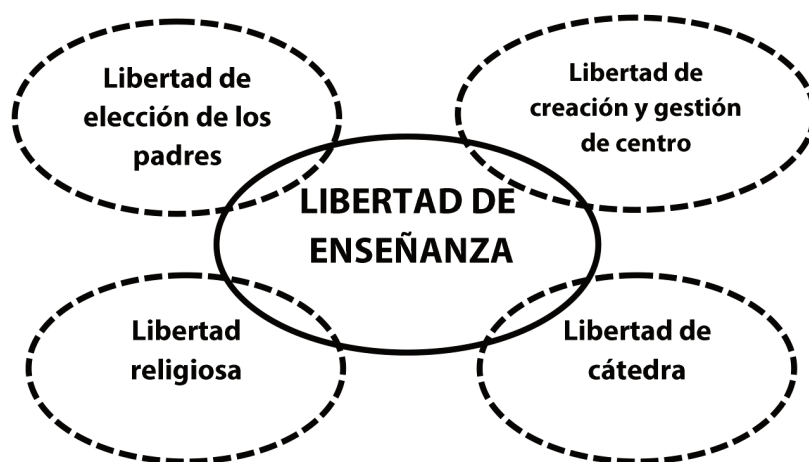 Libertad de
elección de los
padres
Libertad de
creación y gestión
de centro
LIBERTAD DE
ENSEÑANZA
Libertad
religiosa
Libertad de
cátedra